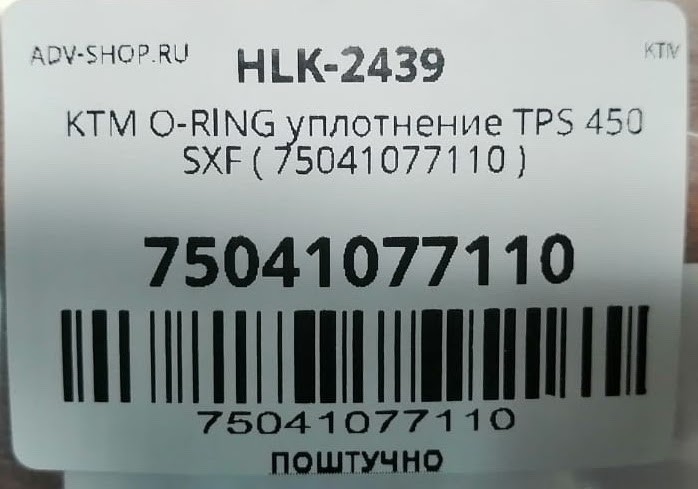 ADV-SHOP.RU HLK-2439 KTM
KTM O-RING уплотнение TPS 450
SXF ( 75041077110 )
75041077110
75041077110
поштучно